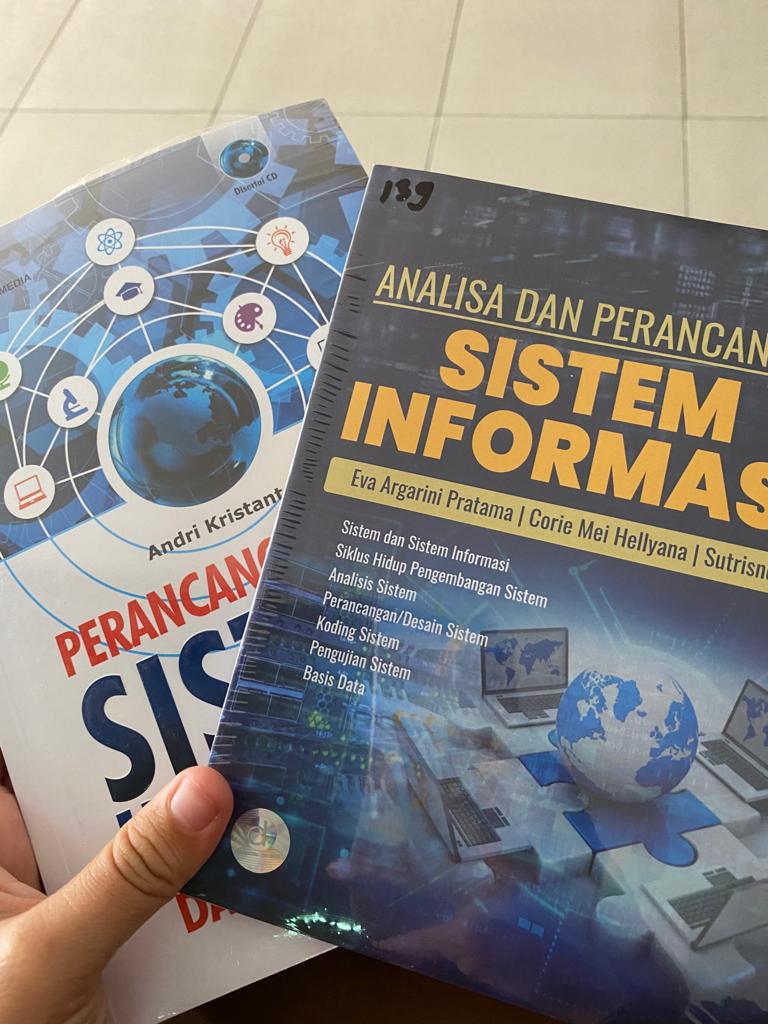 Disertai CD
MEDIA
Andri Kristant
PERANCANG
SIS
DA
139
ANALISA DAN PERANCAN
SISTEM
INFORMAS
Eva Argarini Pratama | Corie Mei Hellyana | Sutrisn
Sistem dan Sistem Informasi
Siklus Hidup Pengembangan Sistem
Analisis Sistem
Perancangan/Desain Sistem
Koding Sistem
Pengujian Sistem
Basis Data